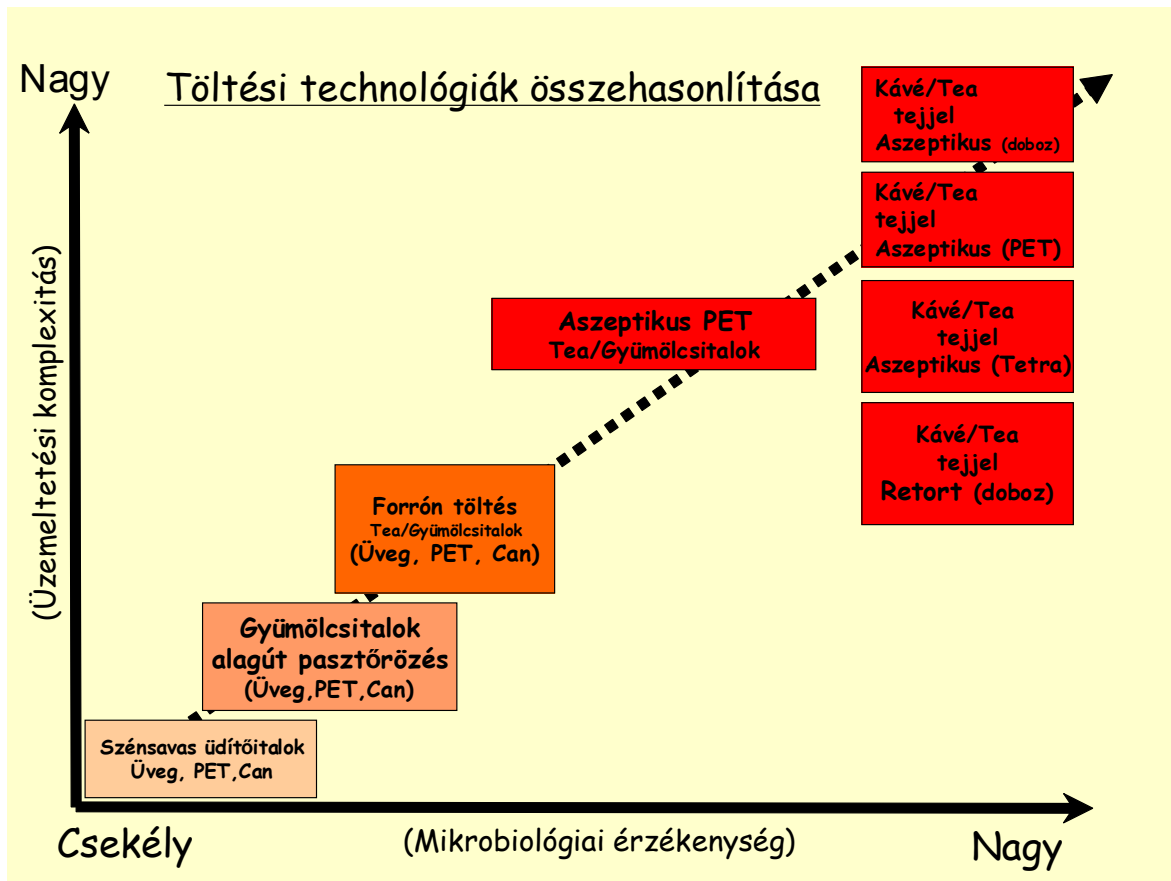 Nagy
Töltési technológiák összehasonlítása
Kávé/Tea
tejjel
Aszeptikus (doboz)
Kávé/Tea
tejjel
Aszeptikus (PET)
Kávé/Tea
tejjel
Aszeptikus (Tetra)
Kávé/Tea
tejjel
Retort (doboz)
Aszeptikus PET
Tea/Gyümölcsitalok
Forrón töltés
Tea/Gyümölcsitalok
(Üveg, PET, Can)
Gyümölcsitalok
alagút pasztőrözés
(Üveg,PET,Can)
Szénsavas üdítőitalok
Üveg, PET,Can
(Üzemeltetési komplexitás)
Csekély
(Mikrobiológiai érzékenység)
Nagy